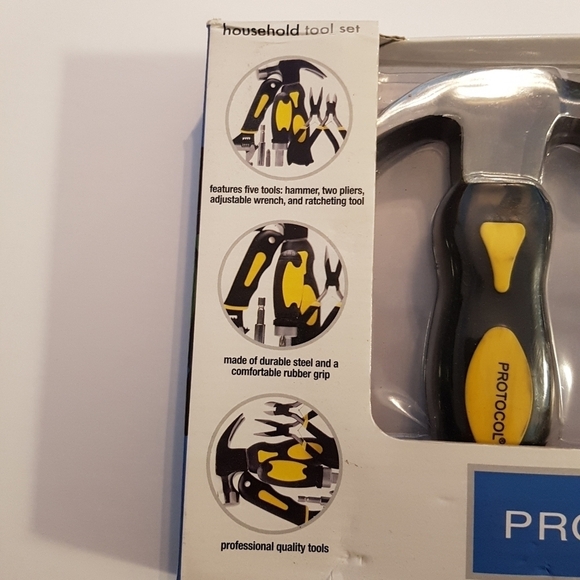 household tool set
features five tools: hammer, two pliers,
adjustable wrench, and ratcheting tool
made of durable steel and a
comfortable rubber grip
professional quality tools
PROTOCOL®
PRO